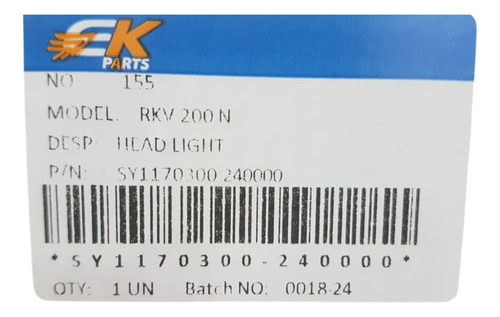 EK
PARTS
NO 155
MODEL: RKV 200 N
DESP: HEAD LIGHT
P/N: SY1170300 240000
*SY1170300-240000*
QTY: 1 UN Batch NO: 0018-24